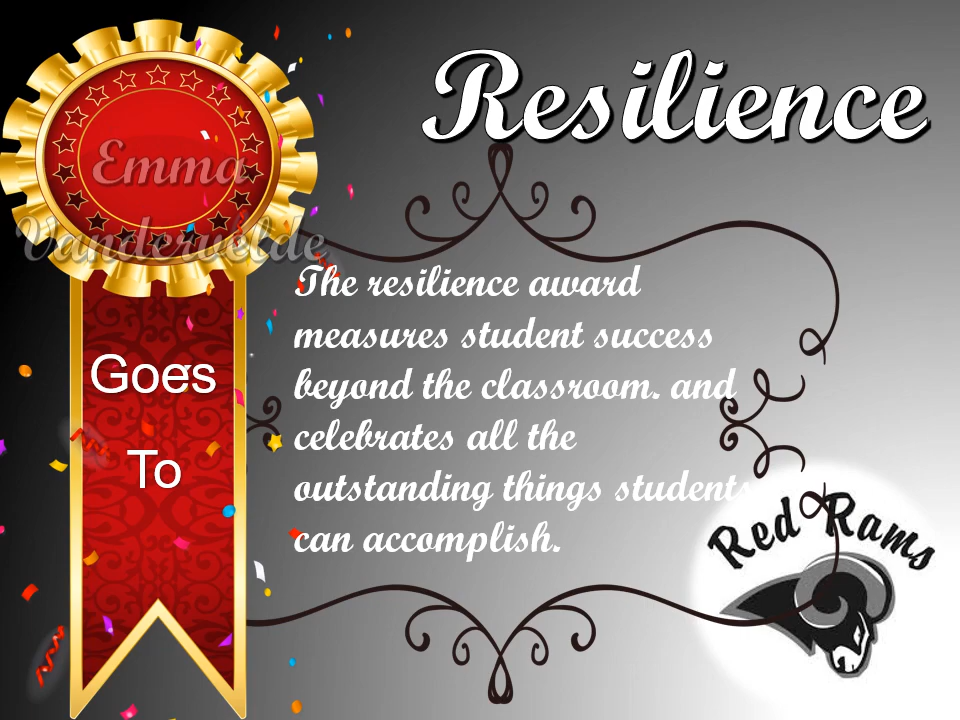 Resilience
Emma
Vandervelde
Goes
To
The resilience award
measures student success
beyond the classroom. and
celebrates all the
outstanding things students
can accomplish.
Red Rams